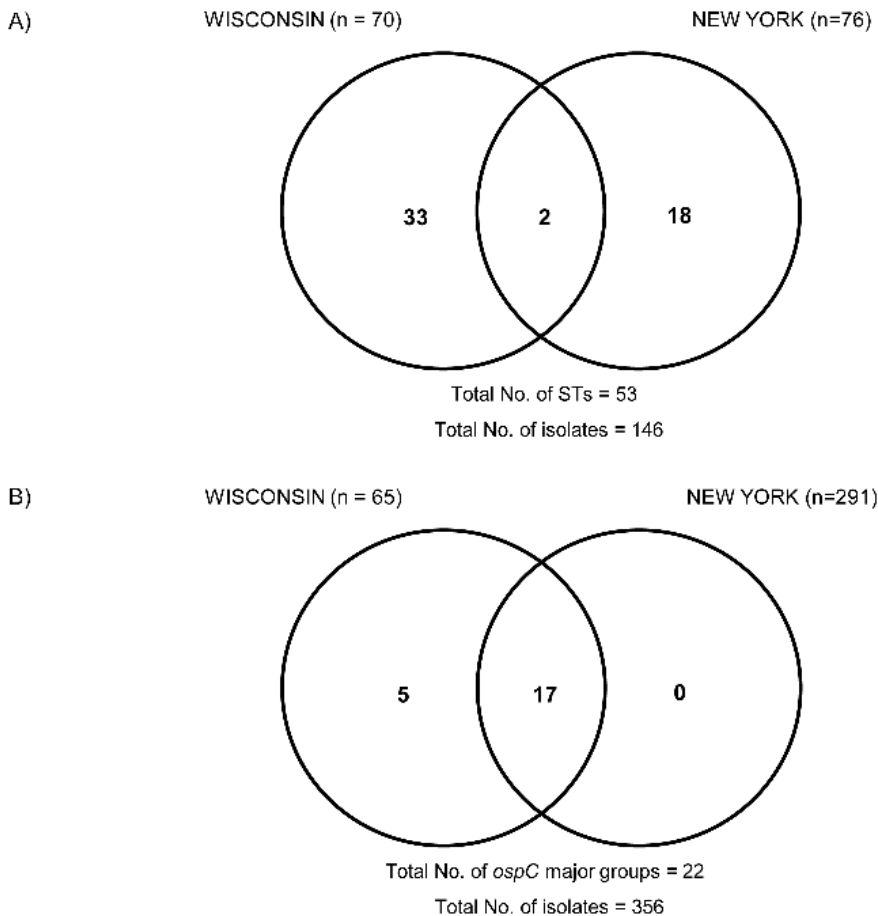 A)
WISCONSIN (n = 70) NEW YORK (n=76)
33 2 18
Total No. of STs = 53
Total No. of isolates = 146
B)
WISCONSIN (n = 65) NEW YORK (n=291)
5 17 0
Total No. of ospC major groups = 22
Total No. of isolates = 356